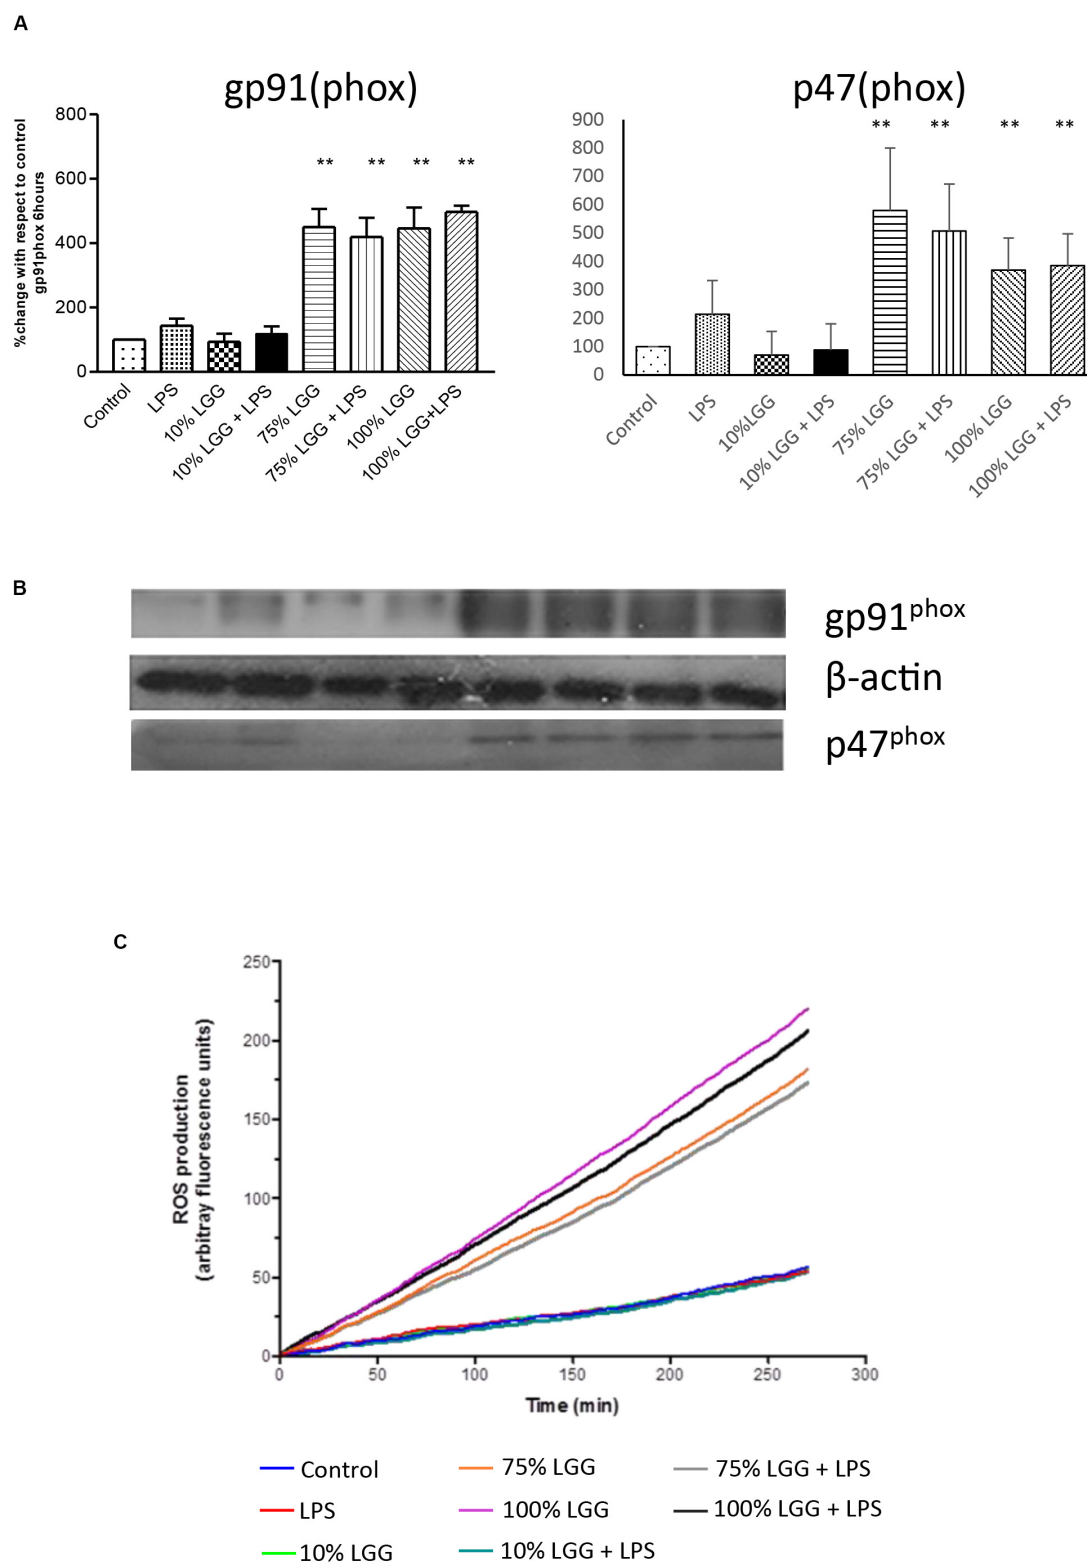 A
gp91(phox)
%change with respect to control
gp91phox 6hours
800
600
400
200
0
** ** ** **
Control
LPS
10% LGG
10% LGG + LPS
75% LGG
75% LGG + LPS
100% LGG
100% LGG+LPS
p47(phox)
900
800
700
600
500
400
300
200
100
0
** ** ** **
Control
LPS
10%LGG
10% LGG + LPS
75% LGG
75% LGG + LPS
100% LGG
100% LGG + LPS
B
gp91phox
β-actin
p47phox
C
ROS production
(arbitray fluorescence units)
250
200
150
100
50
0
0 50 100 150 200 250 300
Time (min)
Control 75% LGG 75% LGG + LPS
LPS 100% LGG 100% LGG + LPS
10% LGG 10% LGG + LPS